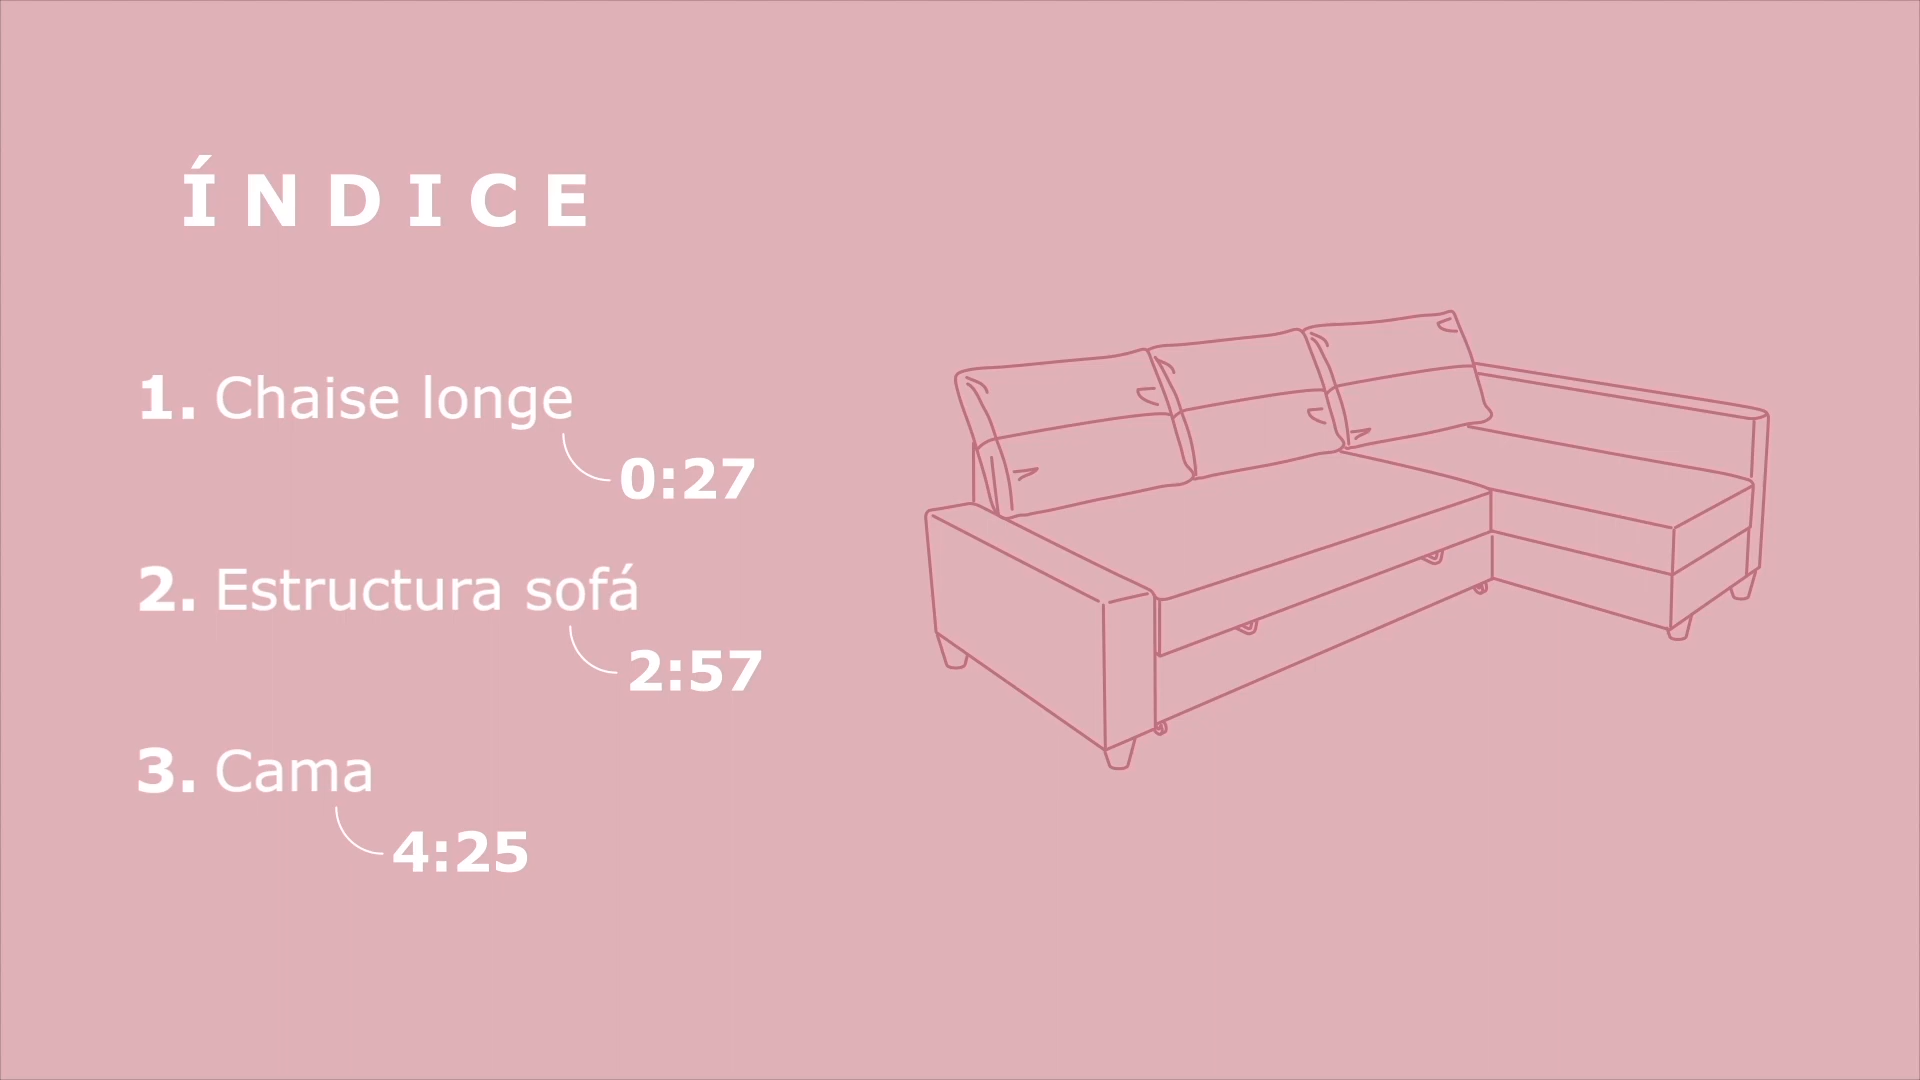 ÍNDICE
1. Chaise longe
0:27
2. Estructura sofá
2:57
3. Cama
4:25